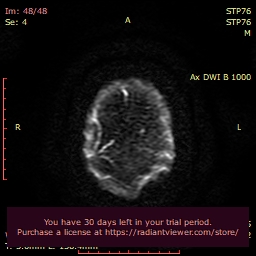 Im: 48/48
Se: 4
A
STP76
STP76
M
Ax DWI B 1000
R
L
You have 30 days left in your trial period.
Purchase a license at https://radiantviewer.com/store/